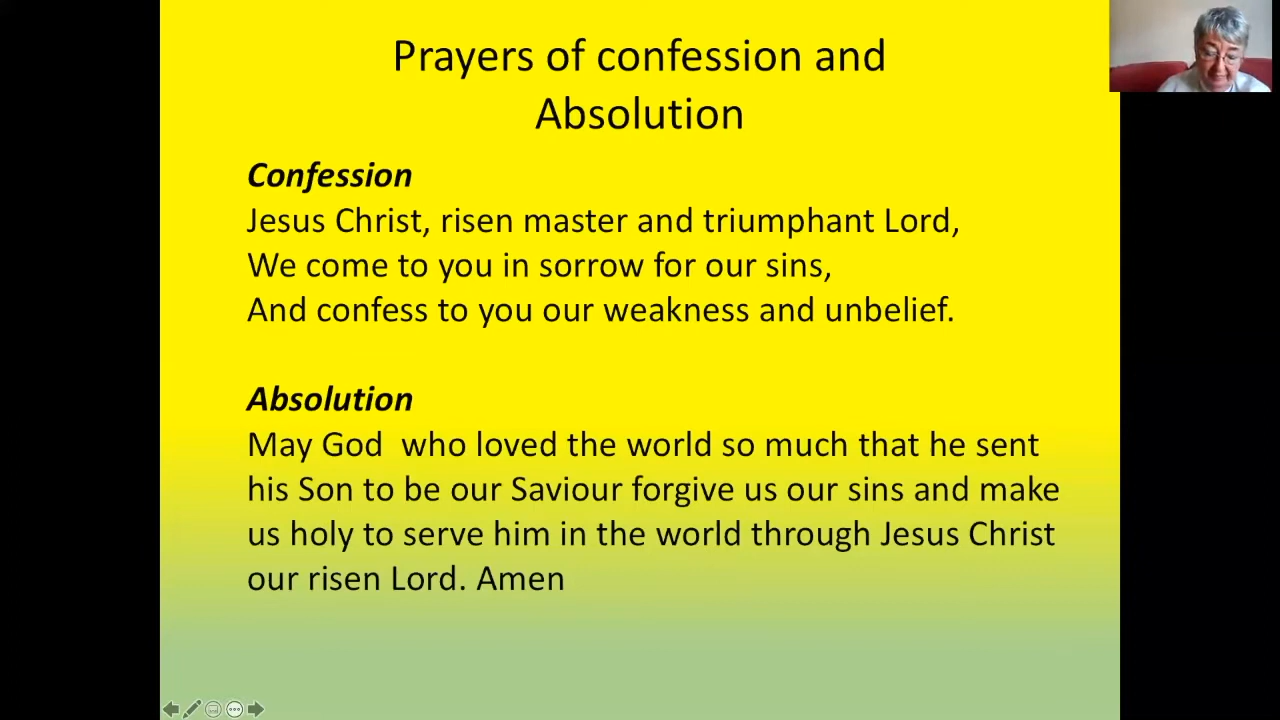 Prayers of confession and
Absolution
Confession
Jesus Christ, risen master and triumphant Lord,
We come to you in sorrow for our sins,
And confess to you our weakness and unbelief.
Absolution
May God  who loved the world so much that he sent
his Son to be our Saviour forgive us our sins and make
us holy to serve him in the world through Jesus Christ
our risen Lord. Amen